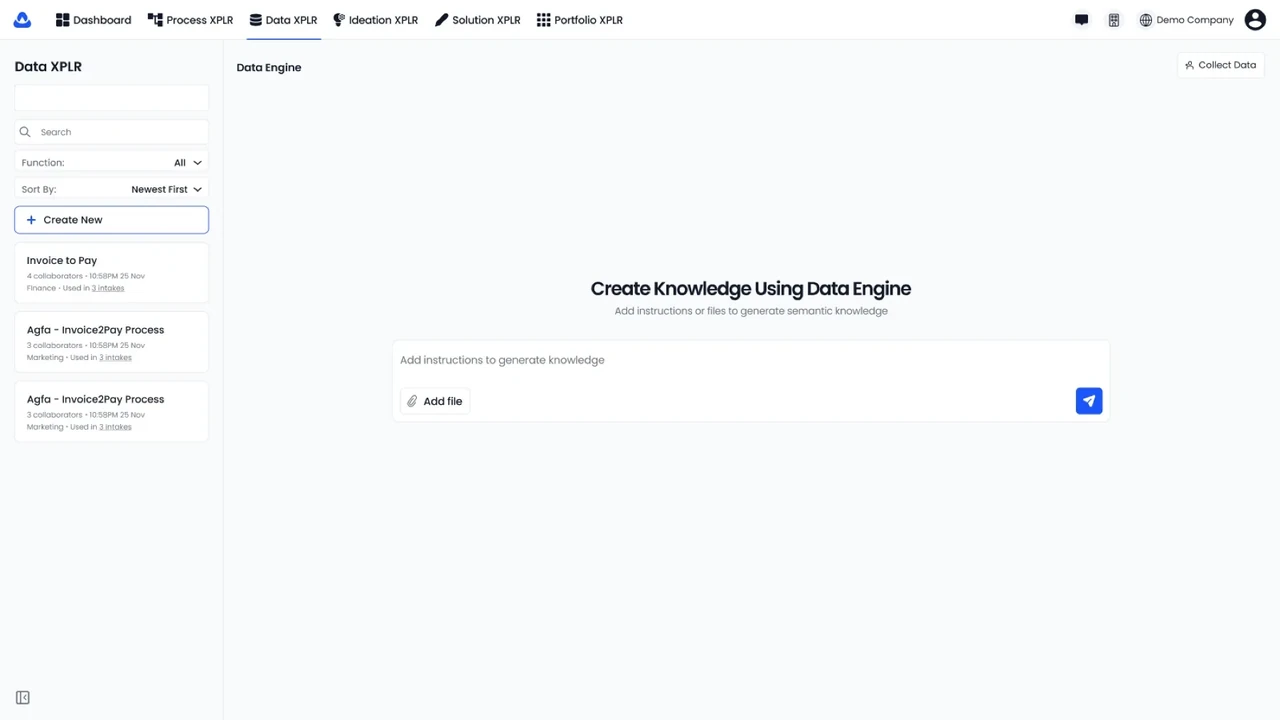 Dashboard
Process XPLR
Data XPLR
Ideation XPLR
Solution XPLR
Portfolio XPLR
Demo Company
Data XPLR
Search
Function: All
Sort By: Newest First
+ Create New
Invoice to Pay
4 collaborators • 10:58PM 25 Nov
Finance • Used in 3 intakes
Agfa - Invoice2Pay Process
3 collaborators • 10:58PM 25 Nov
Marketing • Used in 3 intakes
Agfa - Invoice2Pay Process
3 collaborators • 10:58PM 25 Nov
Marketing • Used in 3 intakes
Data Engine
Collect Data
Create Knowledge Using Data Engine
Add instructions or files to generate semantic knowledge
Add instructions to generate knowledge
Add file